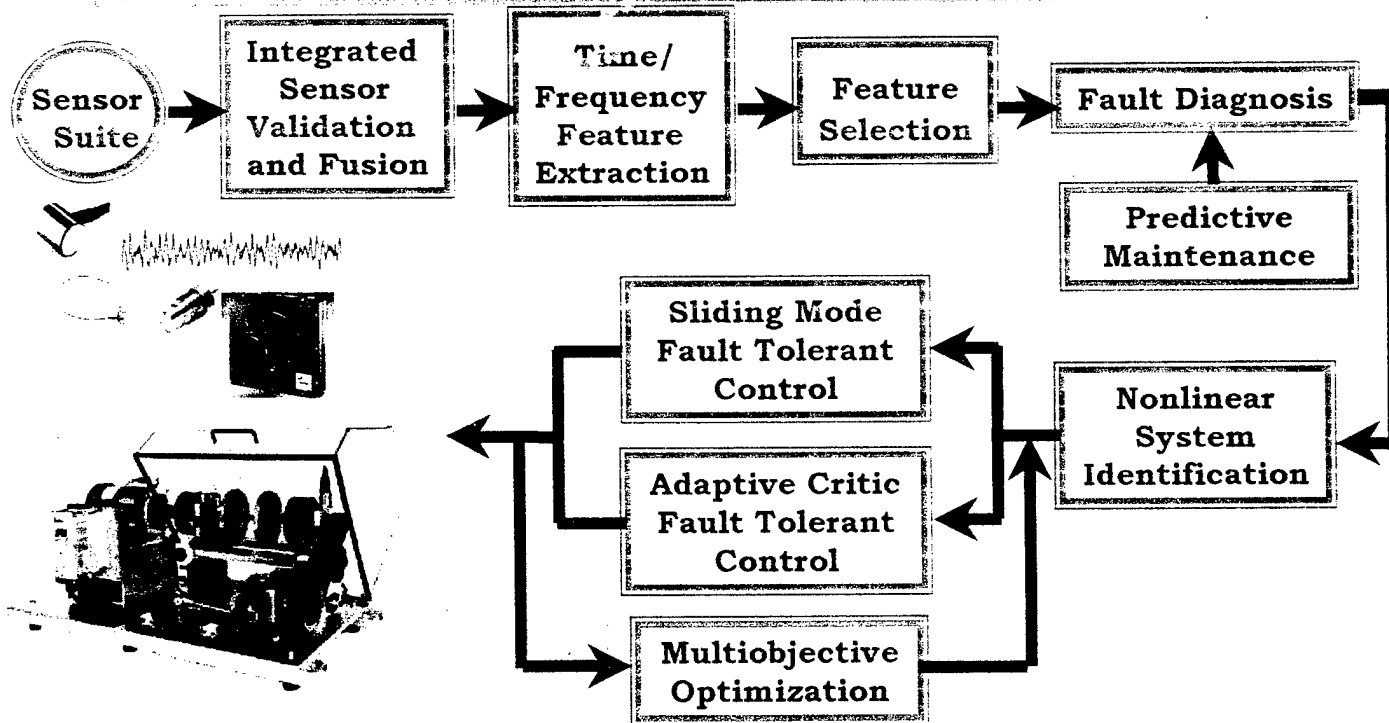 Sensor
Suite
Integrated
Sensor
Validation
and Fusion
Time/
Frequency
Feature
Extraction
Feature
Selection
Fault Diagnosis
Predictive
Maintenance
Sliding Mode
Fault Tolerant
Control
Nonlinear
System
Identification
Adaptive Critic
Fault Tolerant
Control
Multiobjective
Optimization